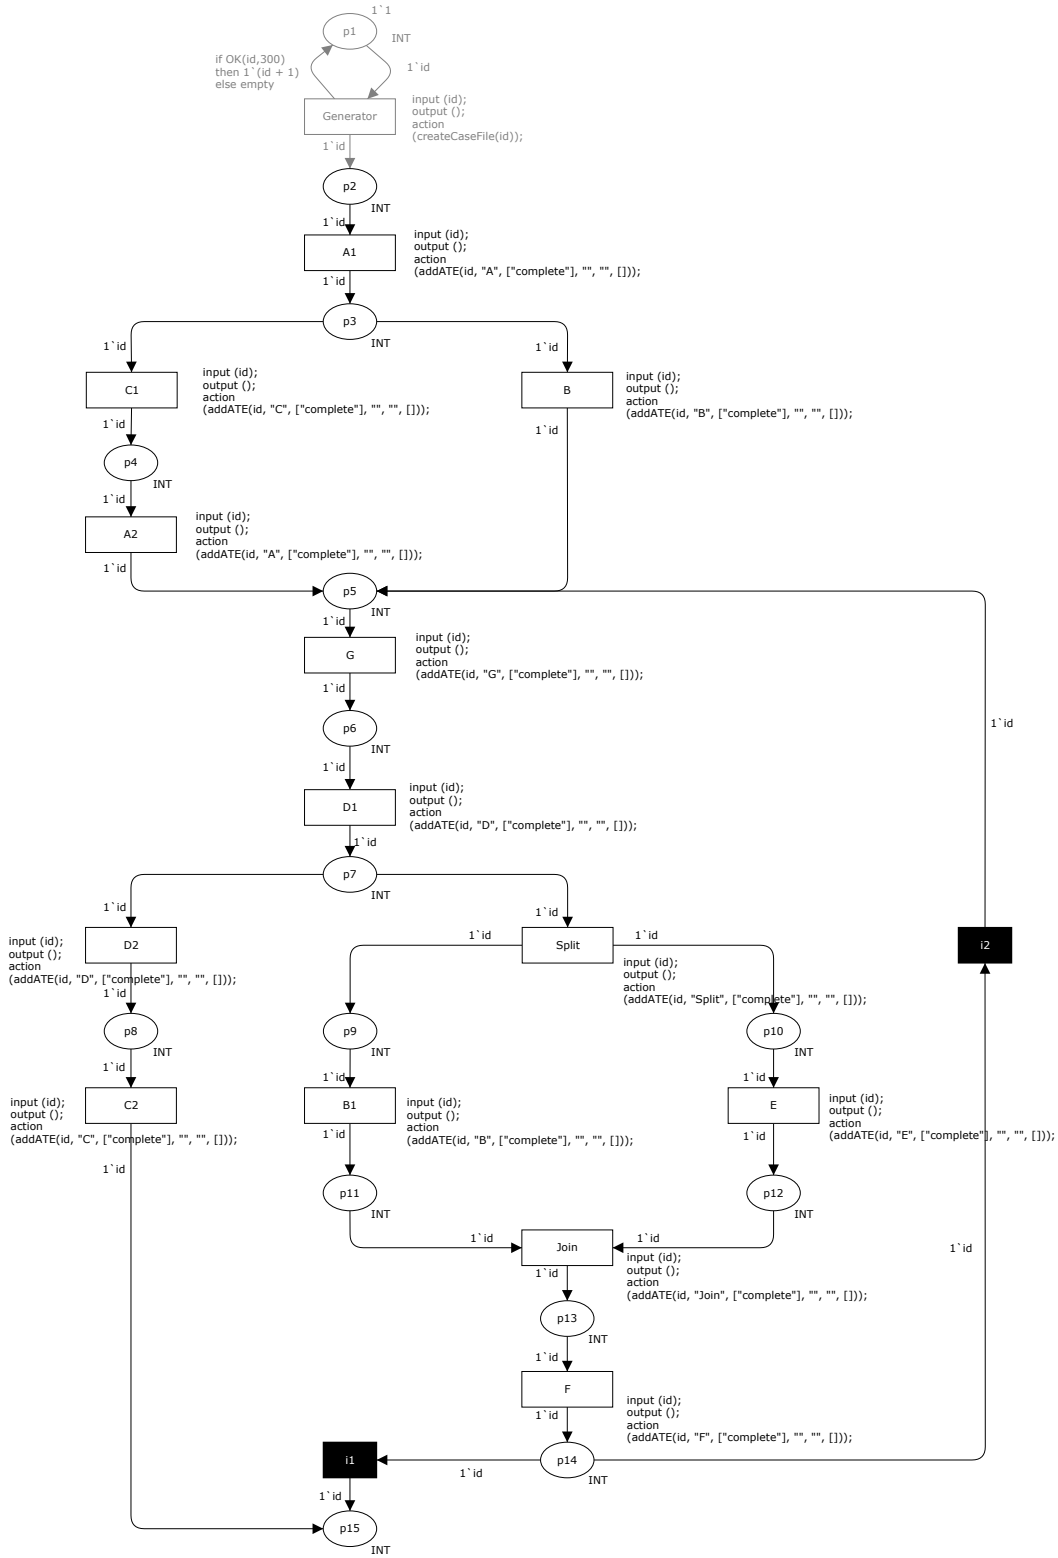 1`1
p1
INT
if OK(id,300)
then 1`(id + 1)
else empty
1`id
Generator
input (id);
output ();
action
(createCaseFile(id));
1`id
p2
INT
1`id
A1
input (id);
output ();
action
(addATE(id, "A", ["complete"], "", "", []));
1`id
p3
INT
1`id
1`id
C1
input (id);
output ();
action
(addATE(id, "C", ["complete"], "", "", []));
B
input (id);
output ();
action
(addATE(id, "B", ["complete"], "", "", []));
1`id
1`id
p4
INT
1`id
A2
input (id);
output ();
action
(addATE(id, "A", ["complete"], "", "", []));
1`id
p5
INT
1`id
G
input (id);
output ();
action
(addATE(id, "G", ["complete"], "", "", []));
1`id
p6
INT
1`id
1`id
D1
input (id);
output ();
action
(addATE(id, "D", ["complete"], "", "", []));
1`id
p7
INT
1`id
1`id
D2
input (id);
output ();
action
(addATE(id, "D", ["complete"], "", "", []));
1`id
Split
1`id
input (id);
output ();
action
(addATE(id, "Split", ["complete"], "", "", []));
i2
1`id
p8
INT
p9
INT
p10
INT
1`id
1`id
1`id
C2
input (id);
output ();
action
(addATE(id, "C", ["complete"], "", "", []));
B1
input (id);
output ();
action
(addATE(id, "B", ["complete"], "", "", []));
E
input (id);
output ();
action
(addATE(id, "E", ["complete"], "", "", []));
1`id
1`id
1`id
p11
INT
p12
INT
1`id
Join
1`id
1`id
input (id);
output ();
action
(addATE(id, "Join", ["complete"], "", "", []));
1`id
p13
INT
1`id
F
input (id);
output ();
action
(addATE(id, "F", ["complete"], "", "", []));
1`id
i1
1`id
p14
INT
1`id
p15
INT